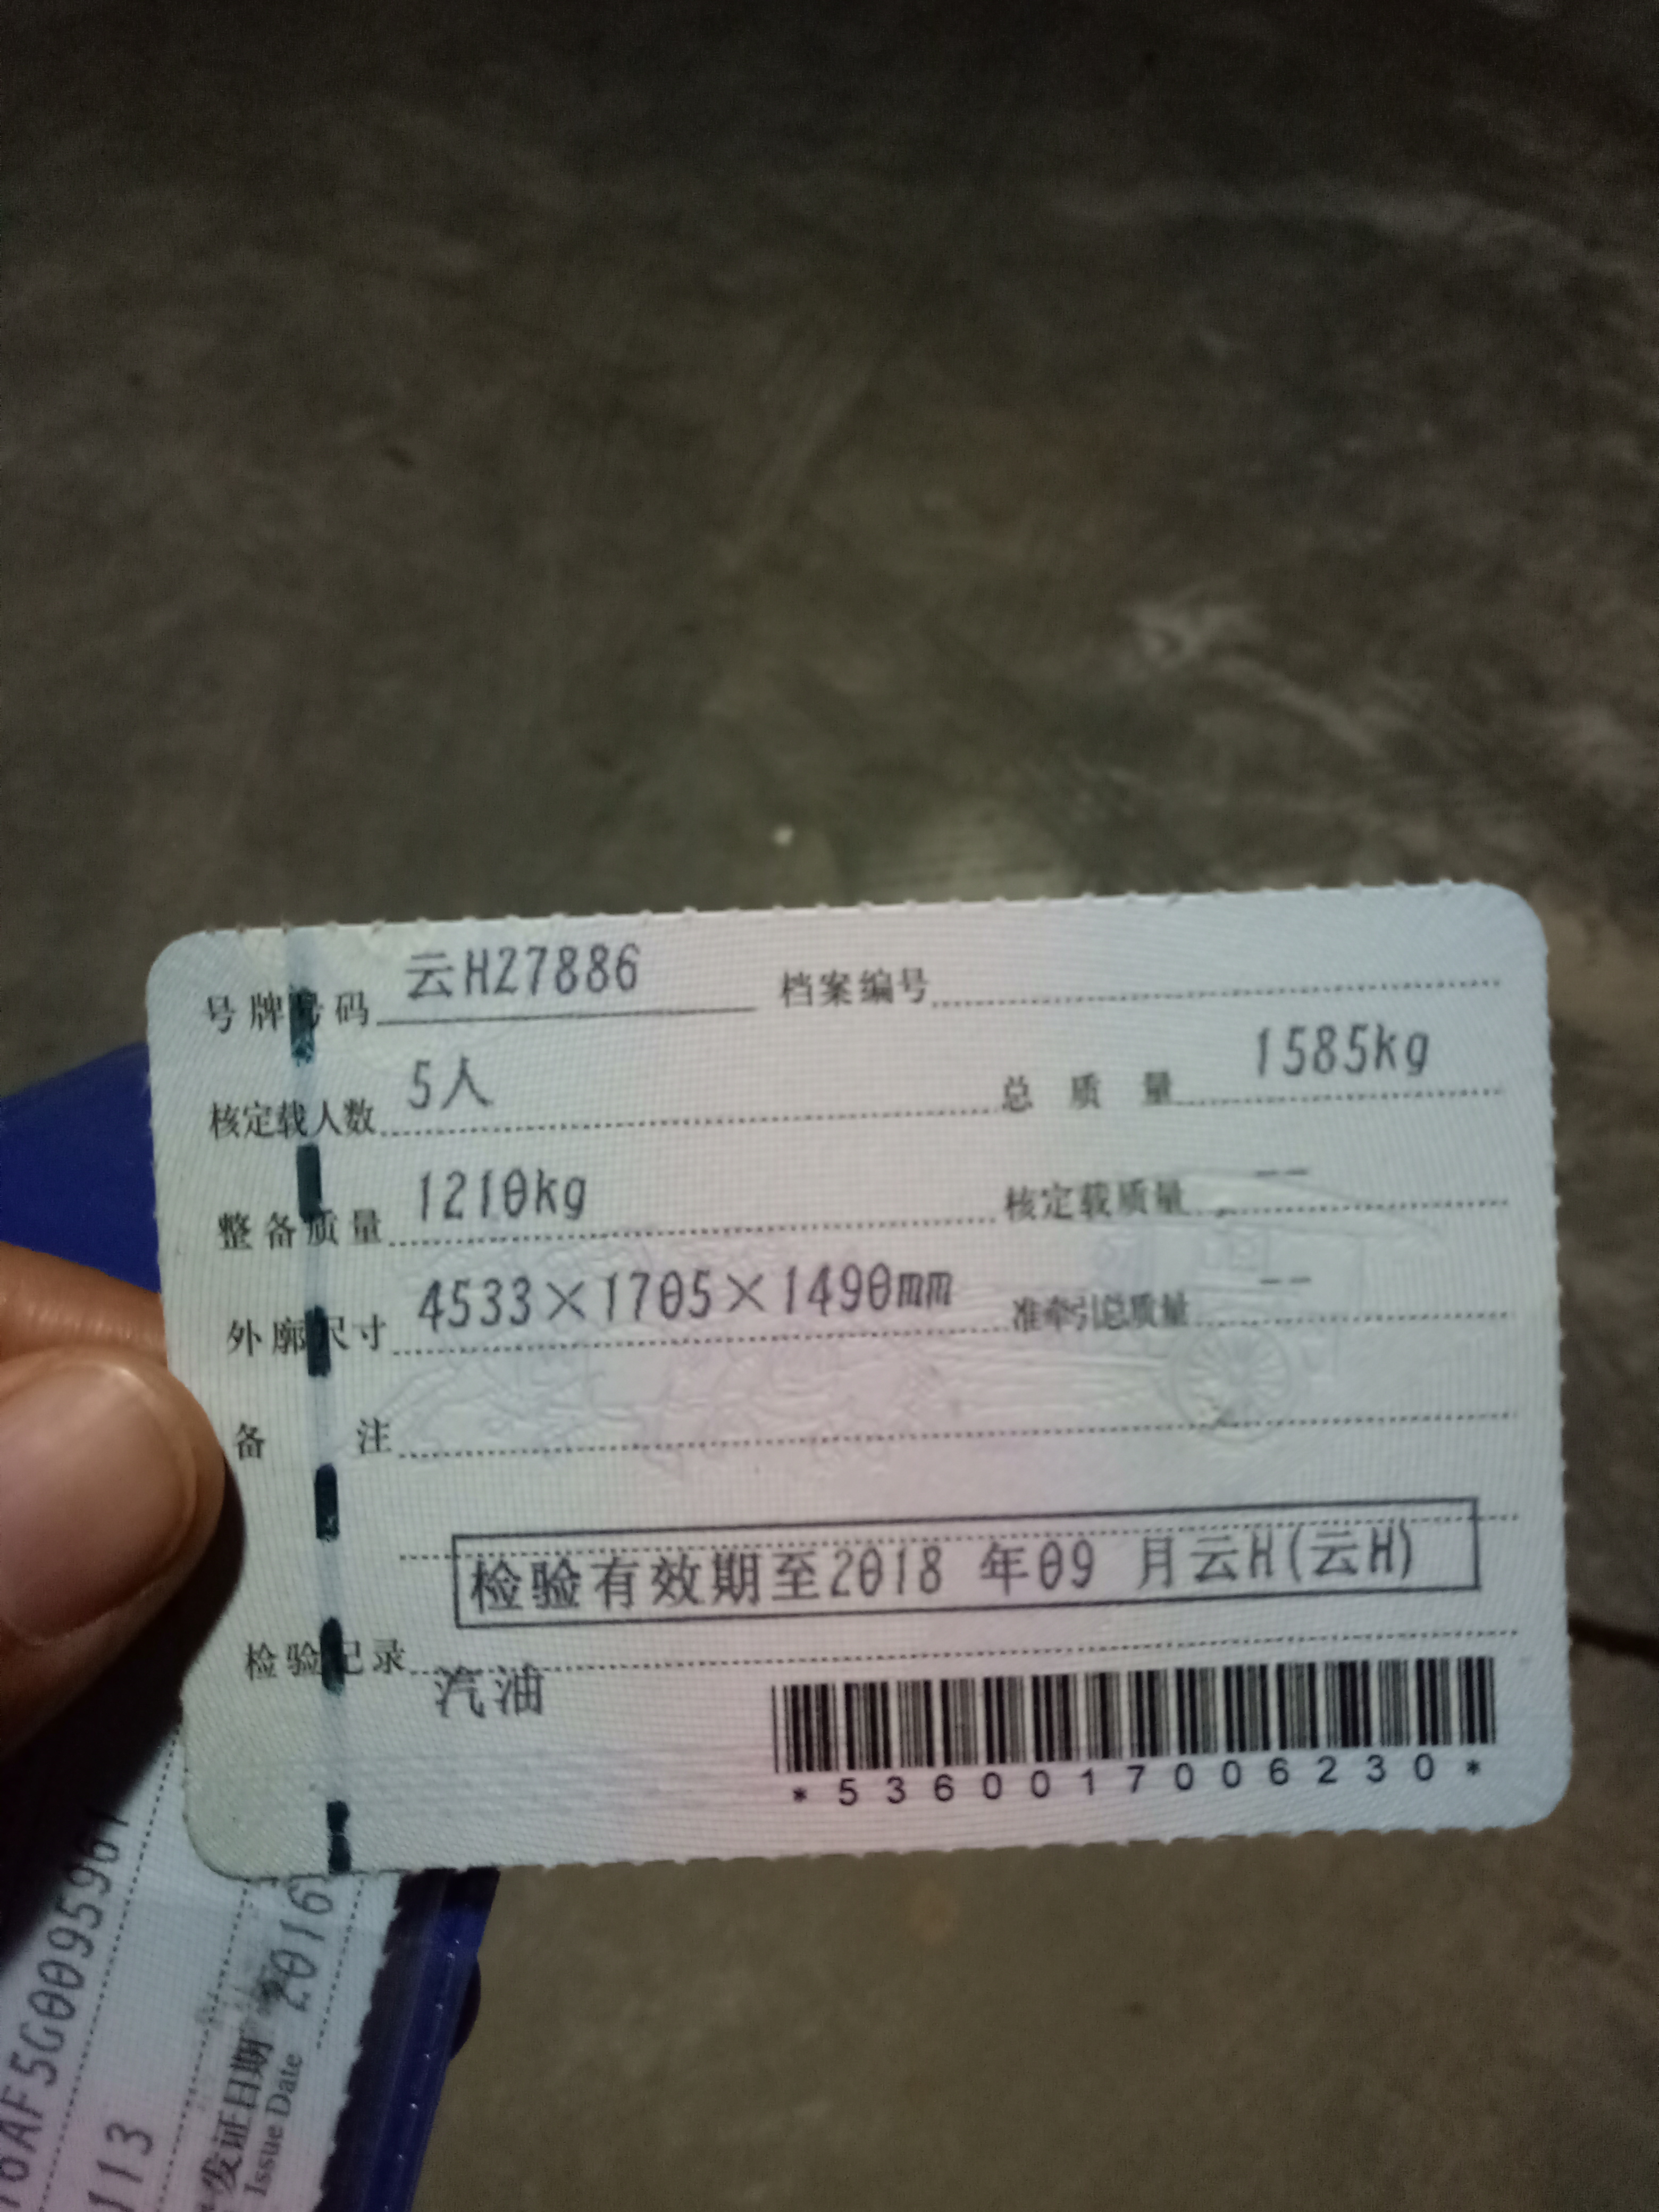 号牌号码 云HZ7886 档案编号
核定载人数 5人 总质量 1585kg
整备质量 1210kg 核定载质量 --
外廓尺寸 4533×1705×1490mm 准牵引总质量 --
备注
检验有效期至2018 年09 月云H(云H)
检验记录
汽油
*5360017006230*
AF5G0095961
113
发证日期 2016
Issue Date